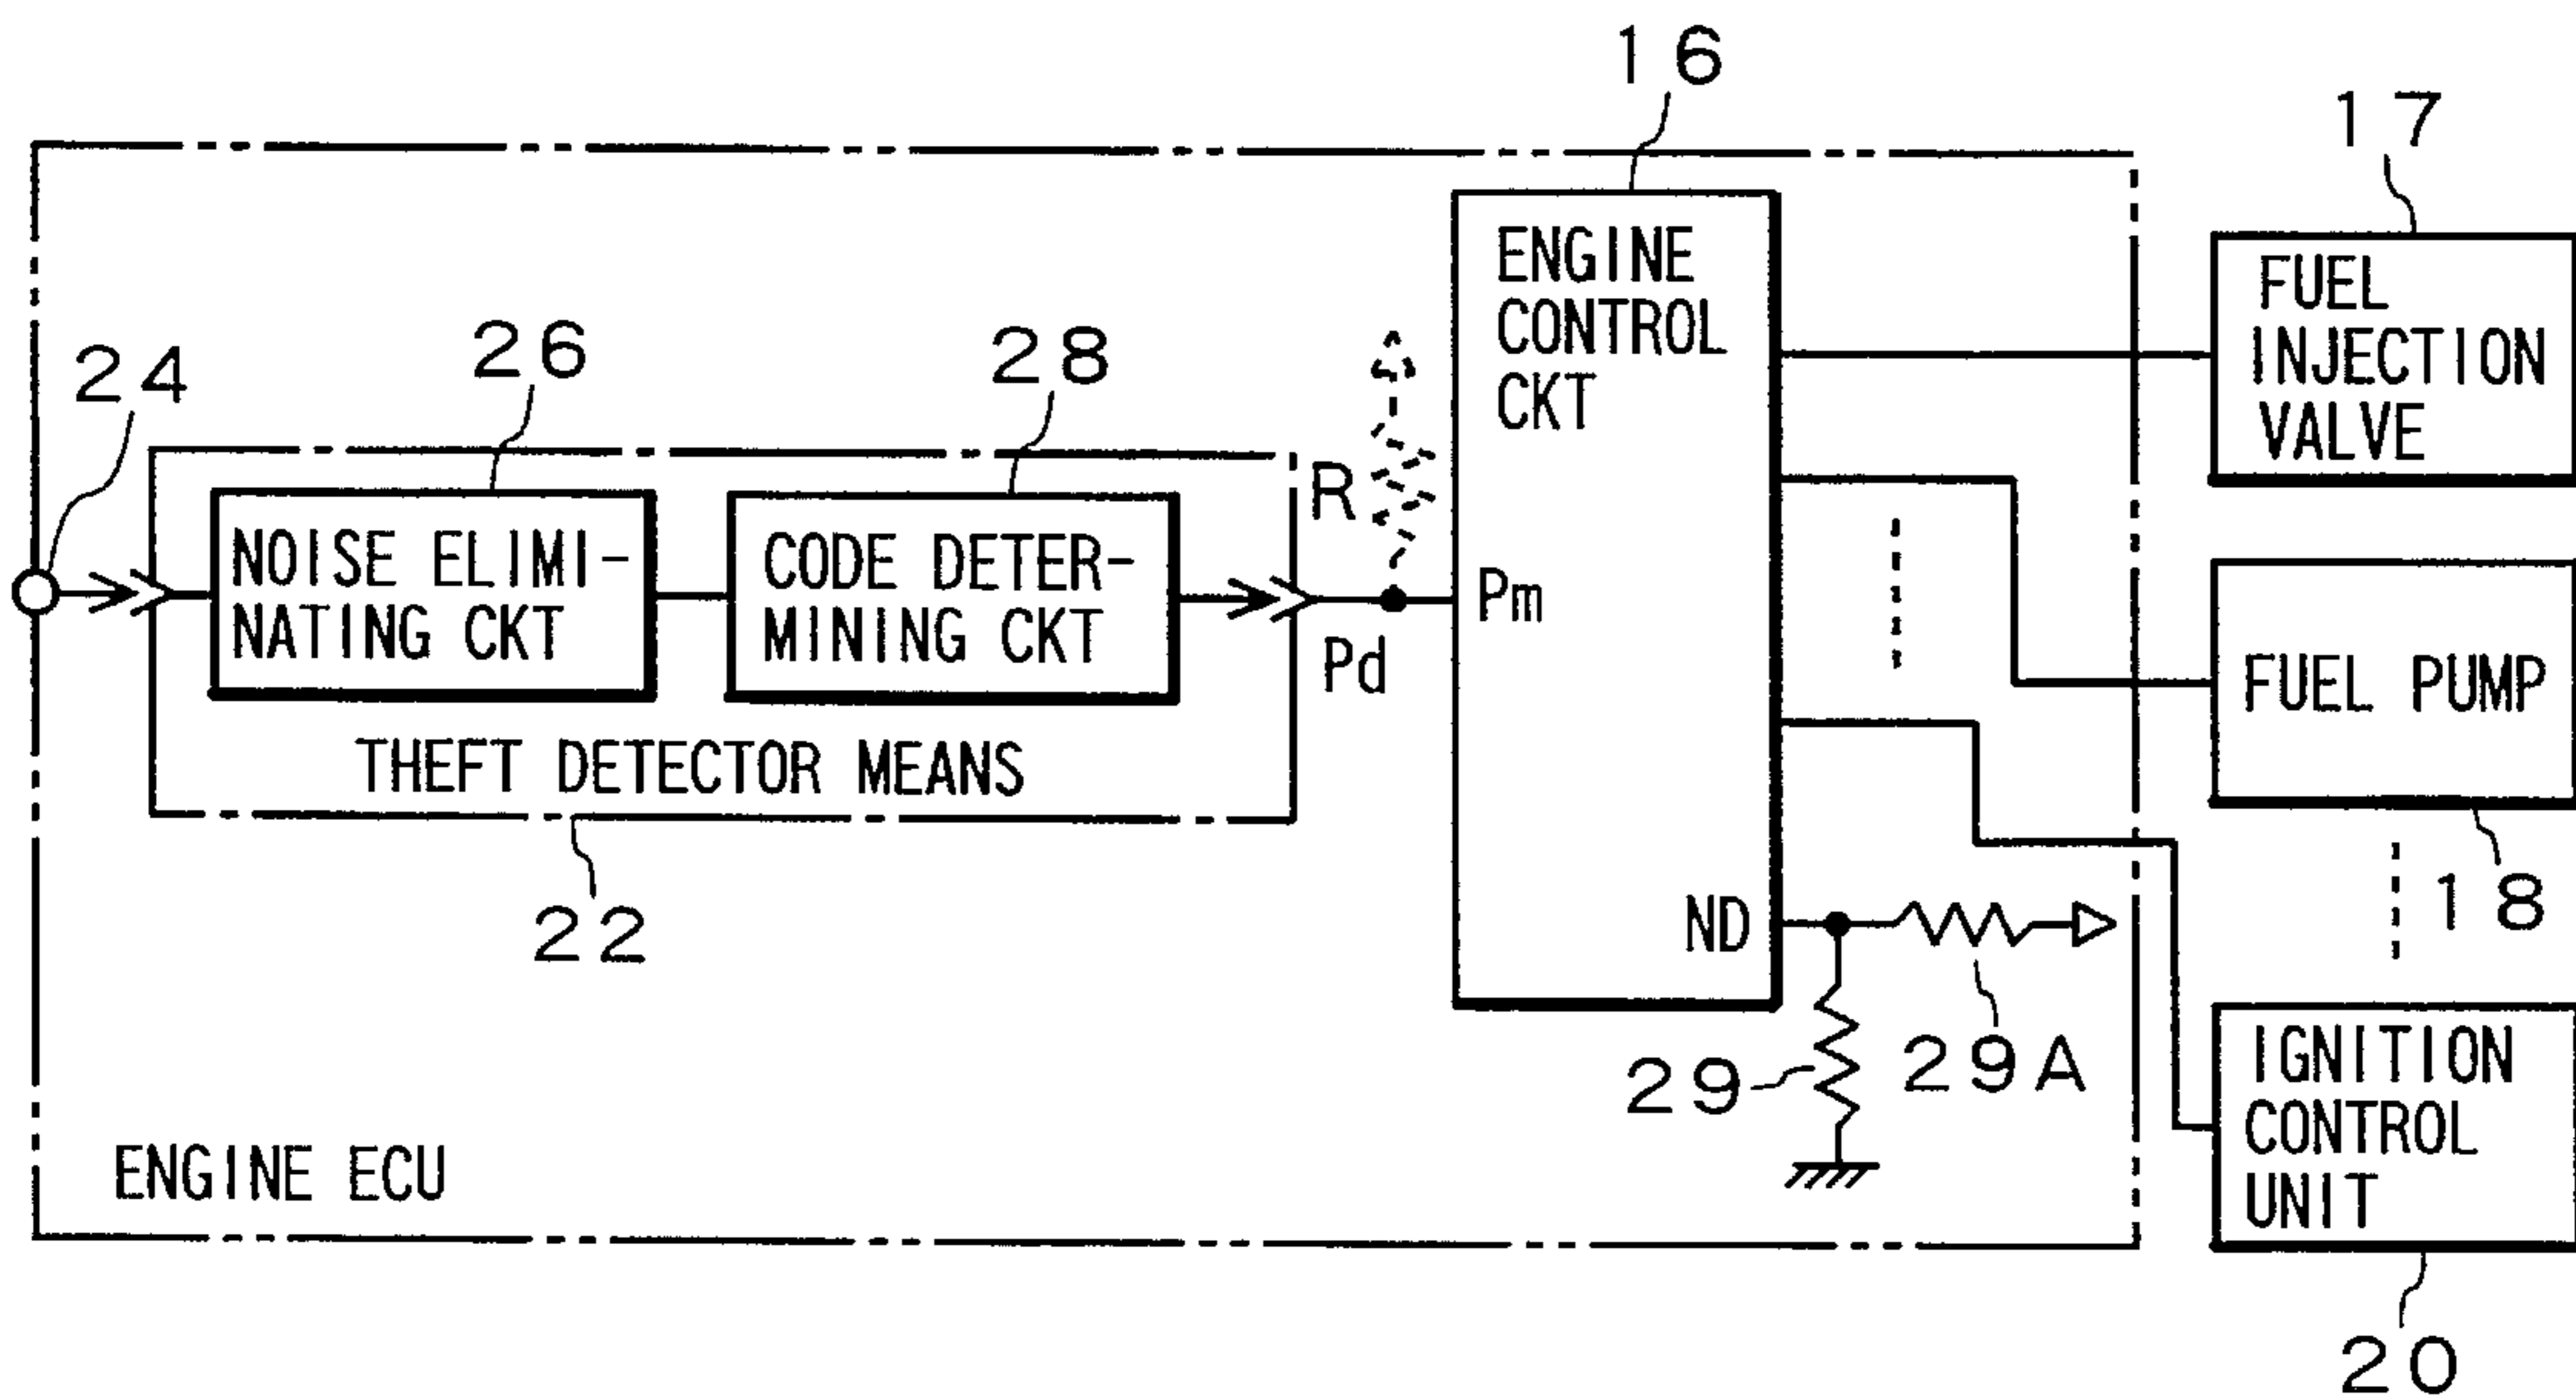 16
17
ENGINE
CONTROL
CKT
FUEL
INJECTION
VALVE
24
26
28
R
NOISE ELIMI-
NATING CKT
CODE DETER-
MINING CKT
Pm
Pd
FUEL PUMP
THEFT DETECTOR MEANS
22
ND
18
29
29A
IGNITION
CONTROL
UNIT
ENGINE ECU
20